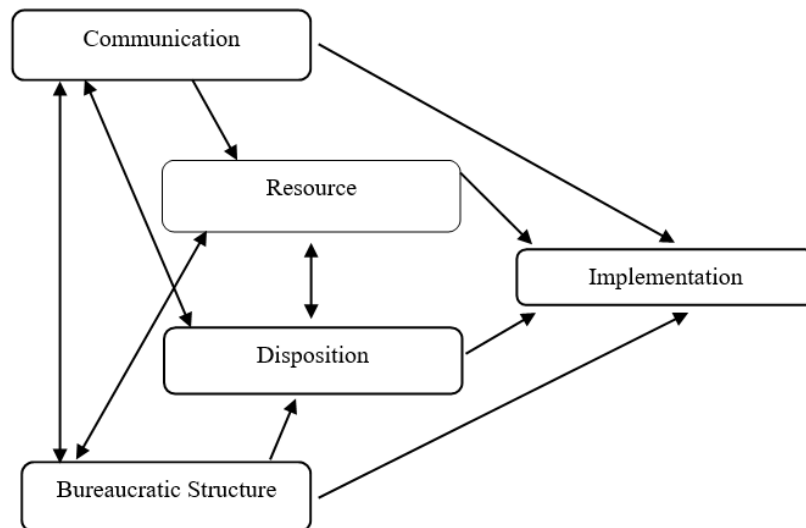 Communication
Resource
Implementation
Disposition
Bureaucratic Structure